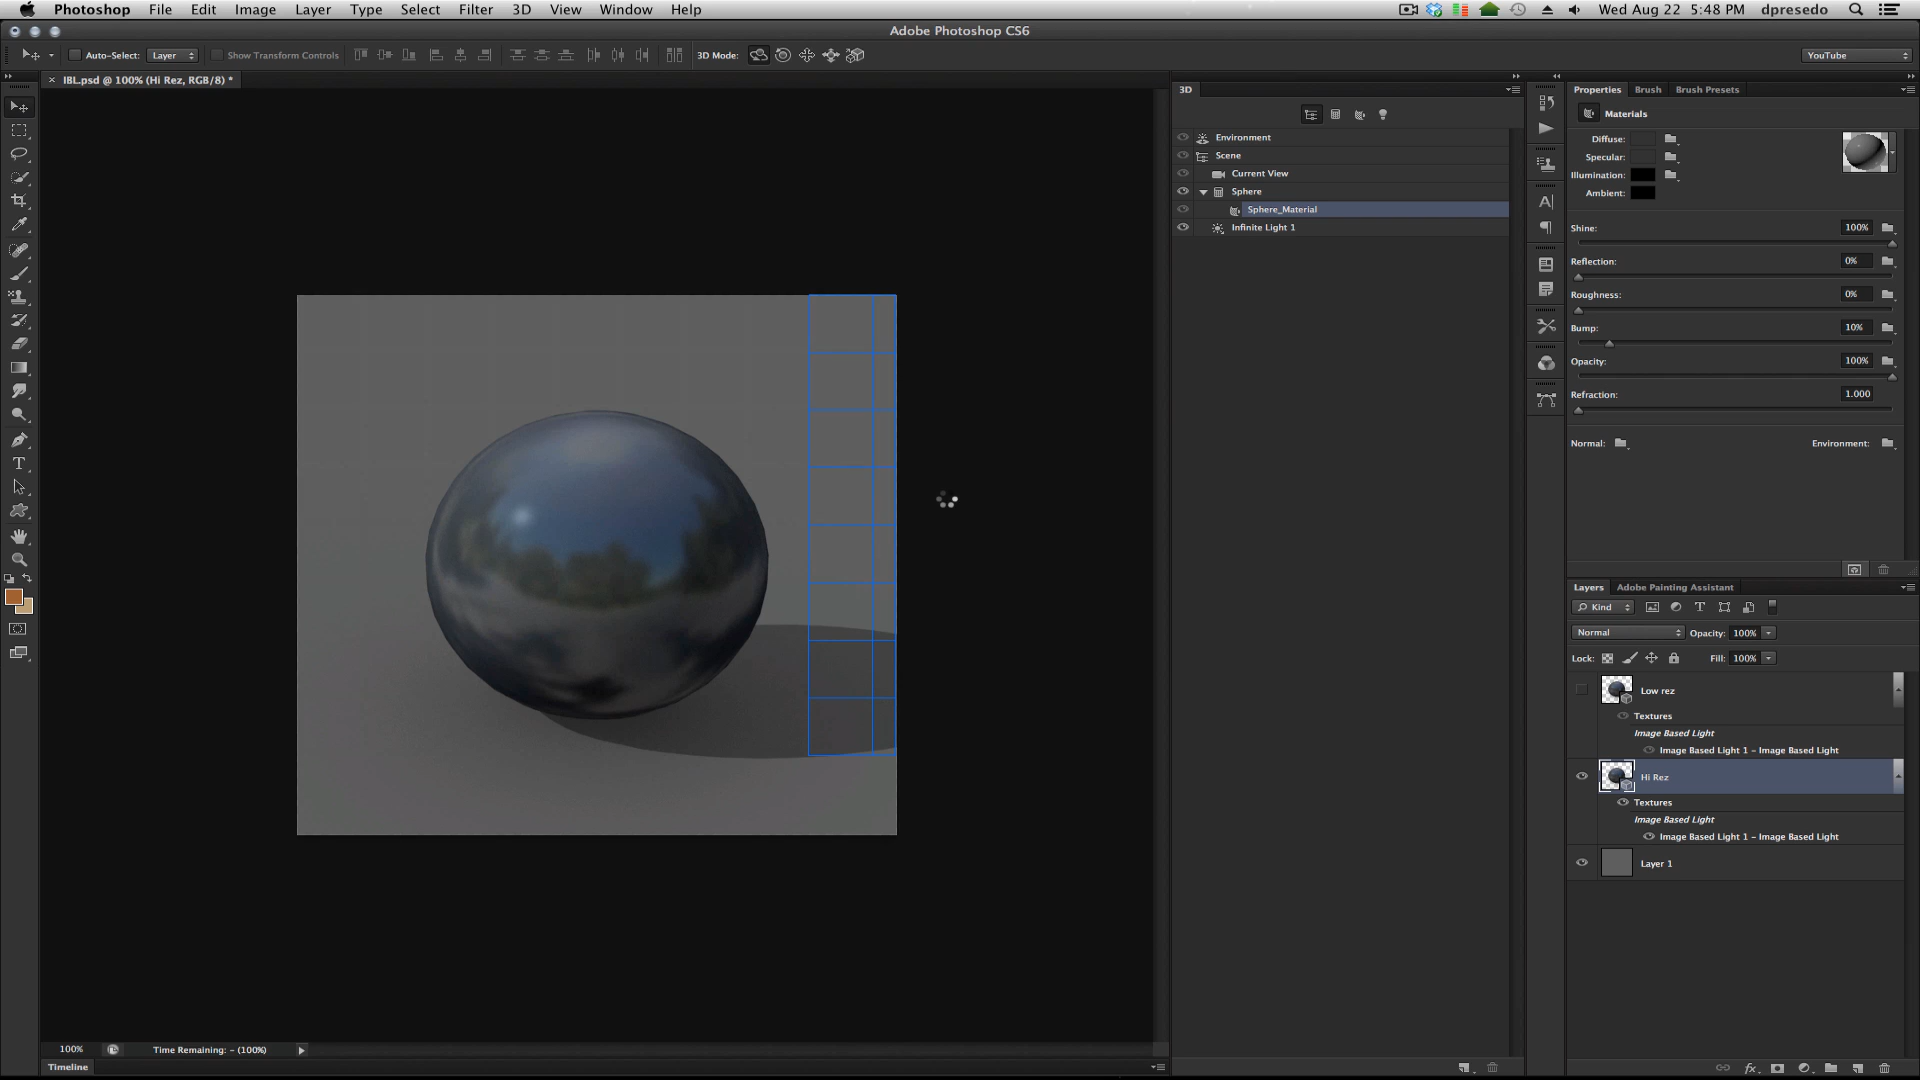 Photoshop File Edit Image Layer Type Select Filter 3D View Window Help Wed Aug 22 5:48 PM dpresedo
Adobe Photoshop CS6
Auto-Select: Layer Show Transform Controls 3D Mode: YouTube
× IBL.psd @ 100% (Hi Rez, RGB/8) *
3D
Environment
Scene
Current View
Sphere
Sphere_Material
Infinite Light 1
Properties Brush Brush Presets
Materials
Diffuse:
Specular:
Illumination:
Ambient:
Shine: 100%
Reflection: 0%
Roughness: 0%
Bump: 10%
Opacity: 100%
Refraction: 1.000
Normal: Environment:
Layers Adobe Painting Assistant
Kind
Normal Opacity: 100%
Lock: Fill: 100%
Low rez
Textures
Image Based Light
Image Based Light 1 - Image Based Light
Hi Rez
Textures
Image Based Light
Image Based Light 1 - Image Based Light
Layer 1
100% Time Remaining: - (100%)
Timeline